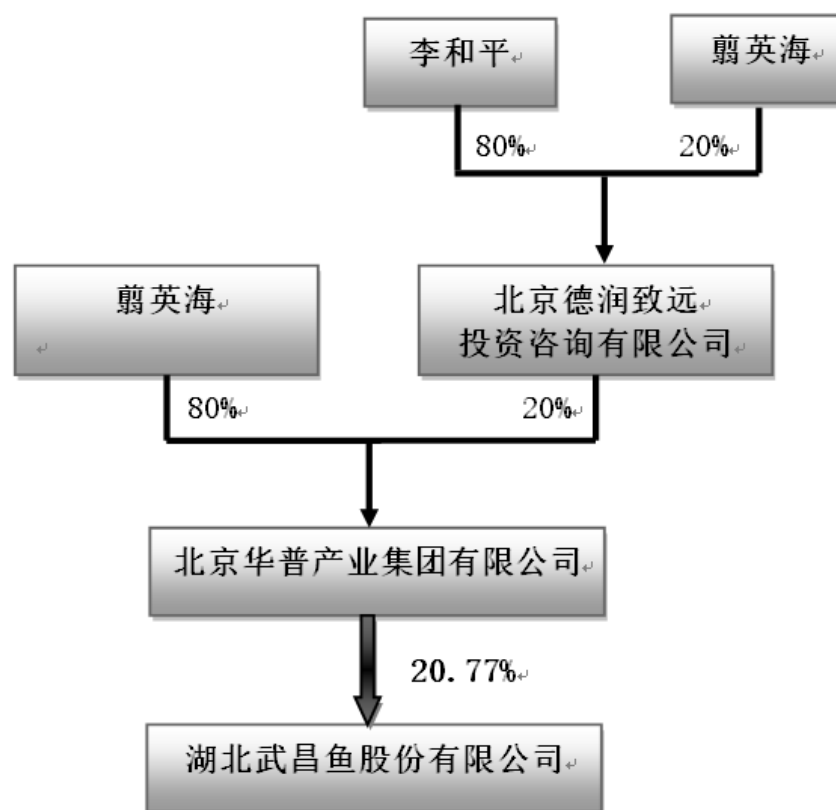 李和平
翦英海
80%
20%
翦英海
北京德润致远
投资咨询有限公司
80%
20%
北京华普产业集团有限公司
20.77%
湖北武昌鱼股份有限公司